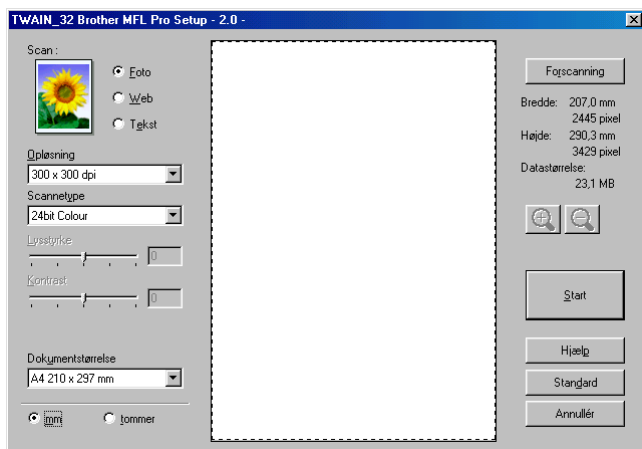 TWAIN_32 Brother MFL Pro Setup - 2.0 -
Scan :
Foto
Web
Tekst
Opløsning
300 x 300 dpi
Scannetype
24bit Colour
Lysstyrke
0
Kontrast
0
Dokumentstørrelse
A4 210 x 297 mm
mm tommer
Forscanning
Bredde: 207,0 mm
2445 pixel
Højde: 290,3 mm
3429 pixel
Datastørrelse:
23,1 MB
Start
Hjælp
Standard
Annullér